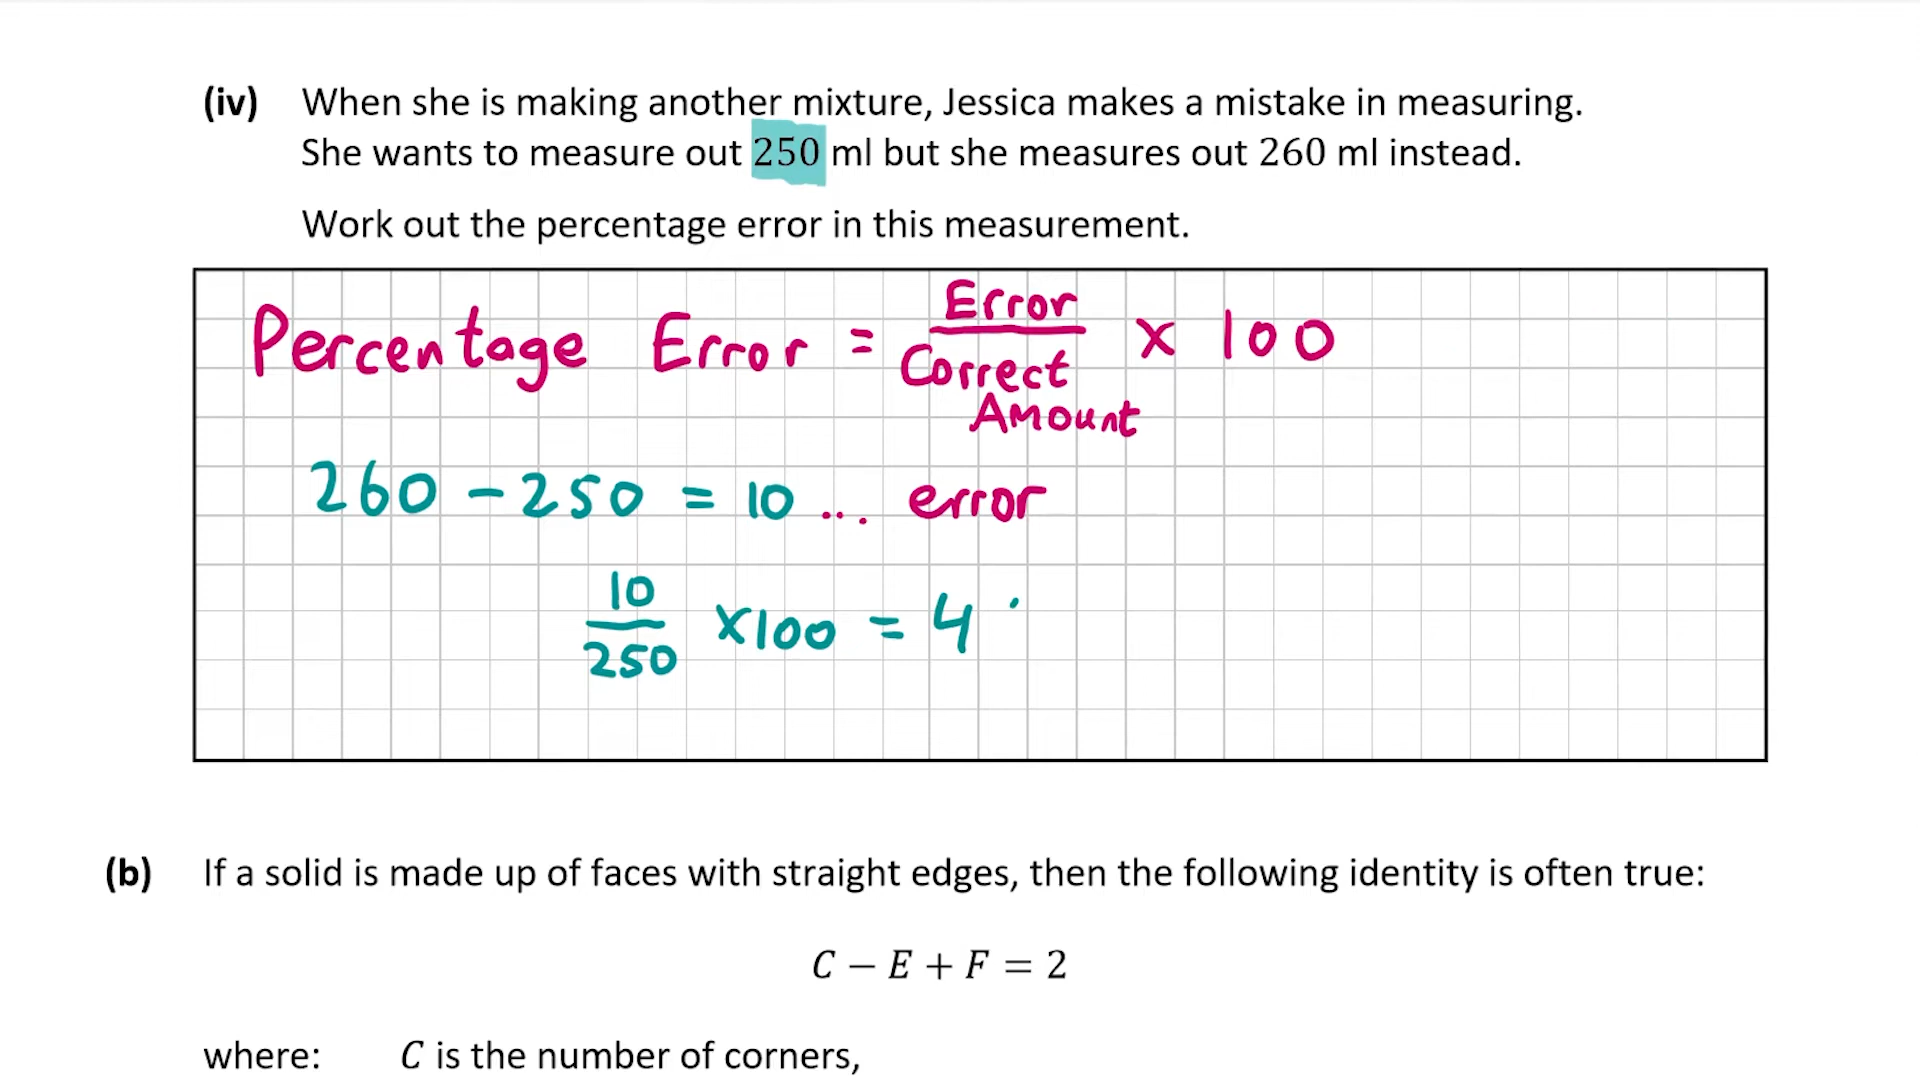 (iv) When she is making another mixture, Jessica makes a mistake in measuring.
She wants to measure out 250 ml but she measures out 260 ml instead.
Work out the percentage error in this measurement.
Percentage Error = Error / Correct Amount × 100
260 - 250 = 10 ... error
10/250 ×100 = 4
(b) If a solid is made up of faces with straight edges, then the following identity is often true:
C − E + F = 2
where: C is the number of corners,